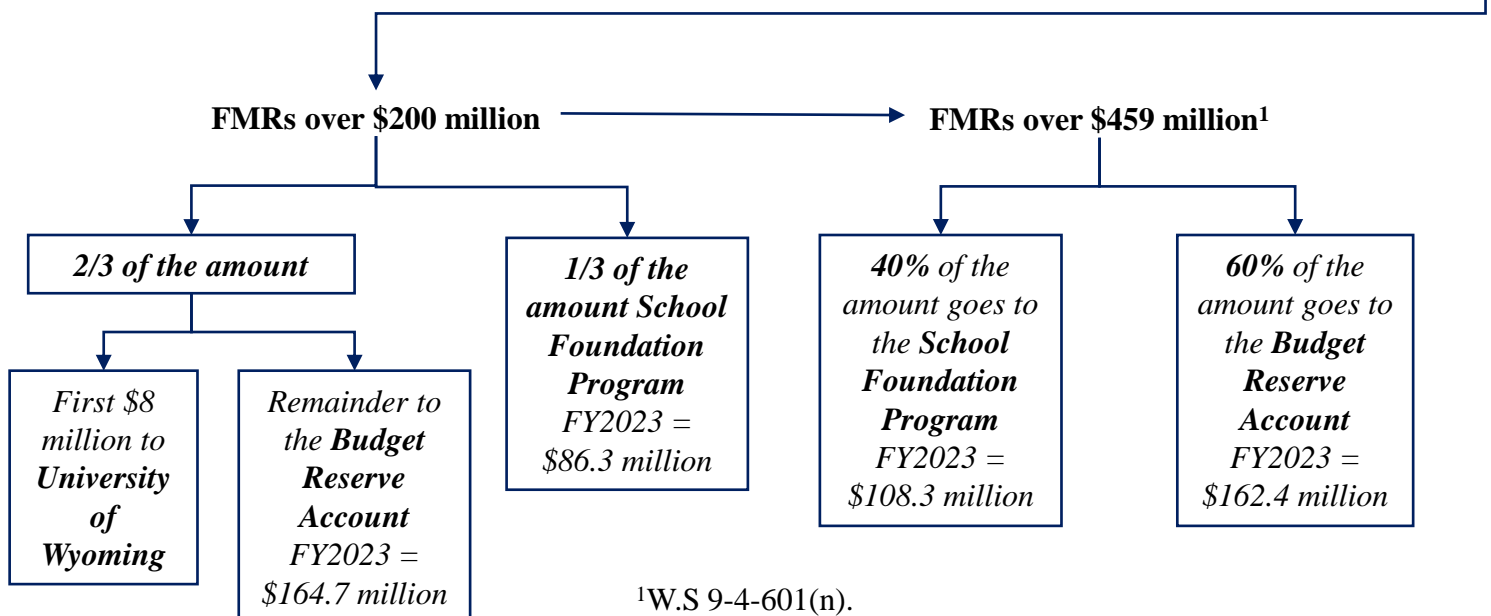 FMRs over $200 million
FMRs over $459 million¹
2/3 of the amount
First $8
million to
University
of
Wyoming
Remainder to
the Budget
Reserve
Account
FY2023 =
$164.7 million
1/3 of the
amount School
Foundation
Program
FY2023 =
$86.3 million
40% of the
amount goes to
the School
Foundation
Program
FY2023 =
$108.3 million
60% of the
amount goes to
the Budget
Reserve
Account
FY2023 =
$162.4 million
¹W.S 9-4-601(n).